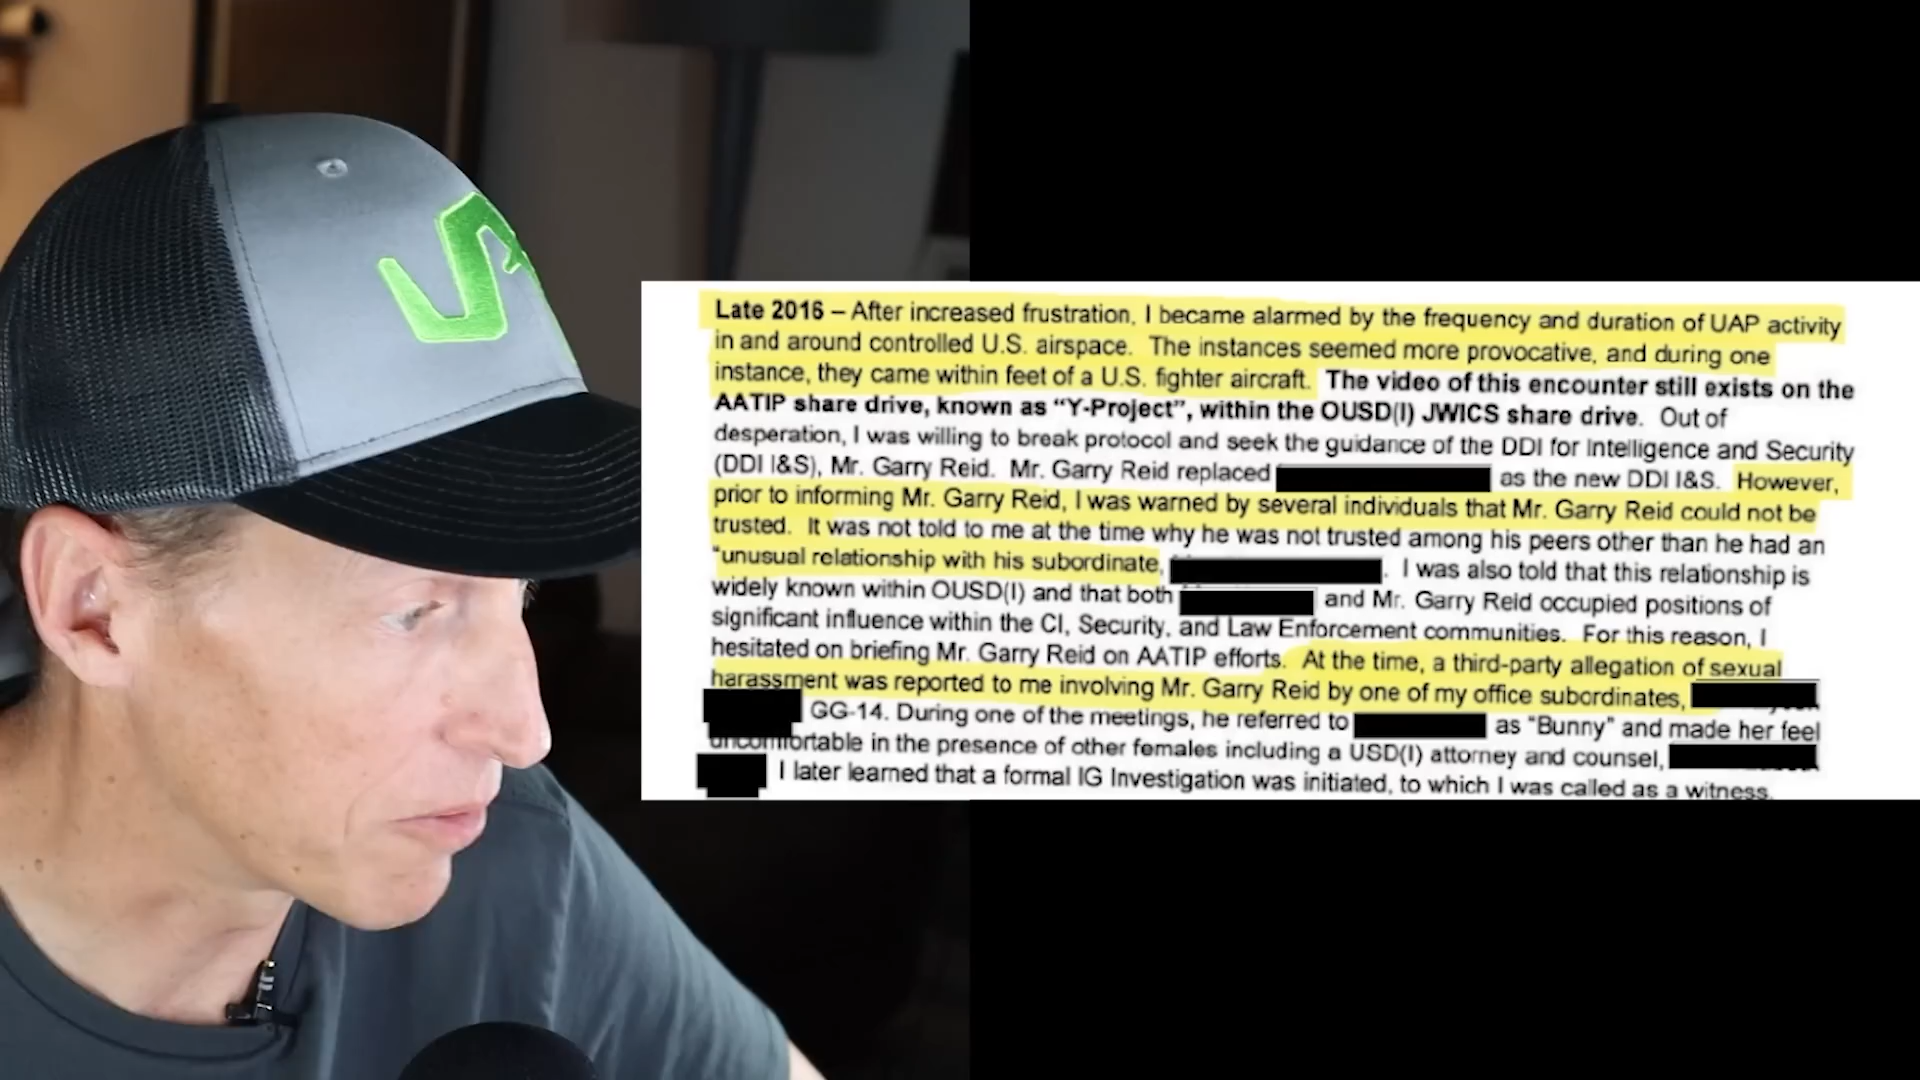 Late 2016 – After increased frustration, I became alarmed by the frequency and duration of UAP activity
in and around controlled U.S. airspace. The instances seemed more provocative, and during one
instance, they came within feet of a U.S. fighter aircraft. The video of this encounter still exists on the
AATIP share drive, known as “Y-Project”, within the OUSD(I) JWICS share drive. Out of
desperation, I was willing to break protocol and seek the guidance of the DDI for Intelligence and Security
(DDI I&S), Mr. Garry Reid. Mr. Garry Reid replaced as the new DDI I&S. However,
prior to informing Mr. Garry Reid, I was warned by several individuals that Mr. Garry Reid could not be
trusted. It was not told to me at the time why he was not trusted among his peers other than he had an
“unusual relationship with his subordinate, . I was also told that this relationship is
widely known within OUSD(I) and that both and Mr. Garry Reid occupied positions of
significant influence within the CI, Security, and Law Enforcement communities. For this reason, I
hesitated on briefing Mr. Garry Reid on AATIP efforts. At the time, a third-party allegation of sexual
harassment was reported to me involving Mr. Garry Reid by one of my office subordinates,
GG-14. During one of the meetings, he referred to as “Bunny” and made her feel
uncomfortable in the presence of other females including a USD(I) attorney and counsel,
I later learned that a formal IG Investigation was initiated, to which I was called as a witness.